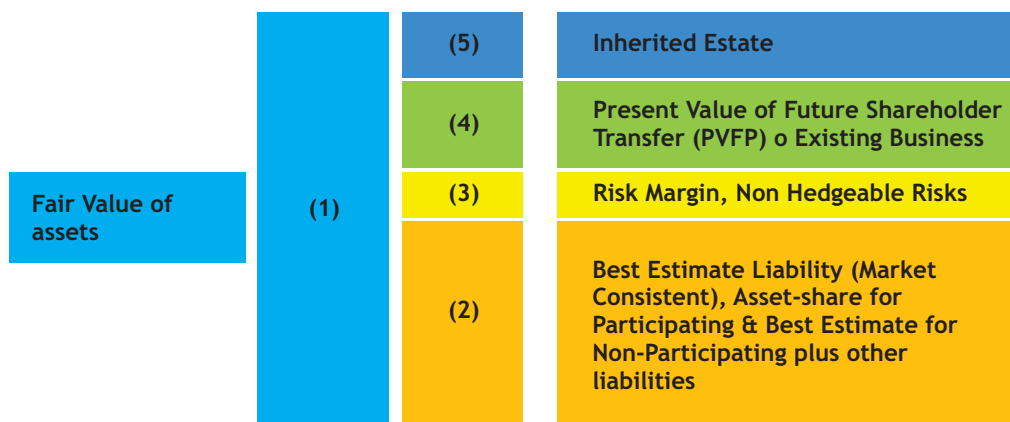 Fair Value of
assets
(1)
(5)
Inherited Estate
(4)
Present Value of Future Shareholder
Transfer (PVFP) o Existing Business
(3)
Risk Margin, Non Hedgeable Risks
(2)
Best Estimate Liability (Market
Consistent), Asset-share for
Participating & Best Estimate for
Non-Participating plus other
liabilities